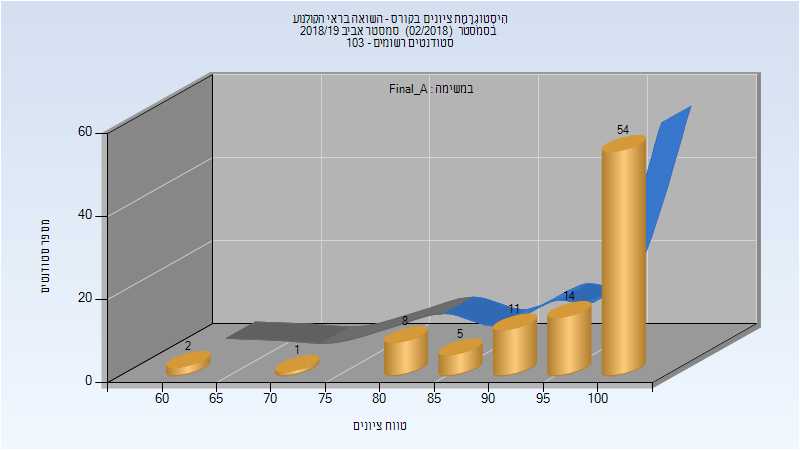 היסטוגרמת ציונים בקורס - השואה בראי הקולנוע
בסמסטר (02/2018) סמסטר אביב 2018/19
סטודנטים רשומים - 103
במשימה : Final_A
60
40
20
0
מספר סטודנטים
2
1
8
5
11
14
54
60 65 70 75 80 85 90 95 100
טווח ציונים